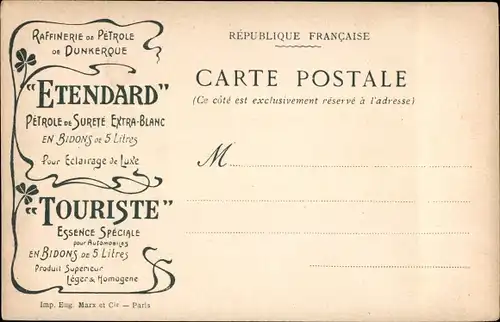 RAFFINERIE DE PÉTROLE
DE DUNKERQUE
"ETENDARD"
PÉTROLE DE SURETÉ EXTRA-BLANC
EN BIDONS DE 5 Litres
Pour Eclairage de Luxe
"TOURISTE"
ESSENCE SPÉCIALE
pour Automobiles
EN BIDONS DE 5 Litres
Produit Supérieur
Léger & Homogène
Imp. Eug. Marx et Cie — Paris
RÉPUBLIQUE FRANÇAISE
CARTE POSTALE
(Ce côté est exclusivement réservé à l'adresse)
M